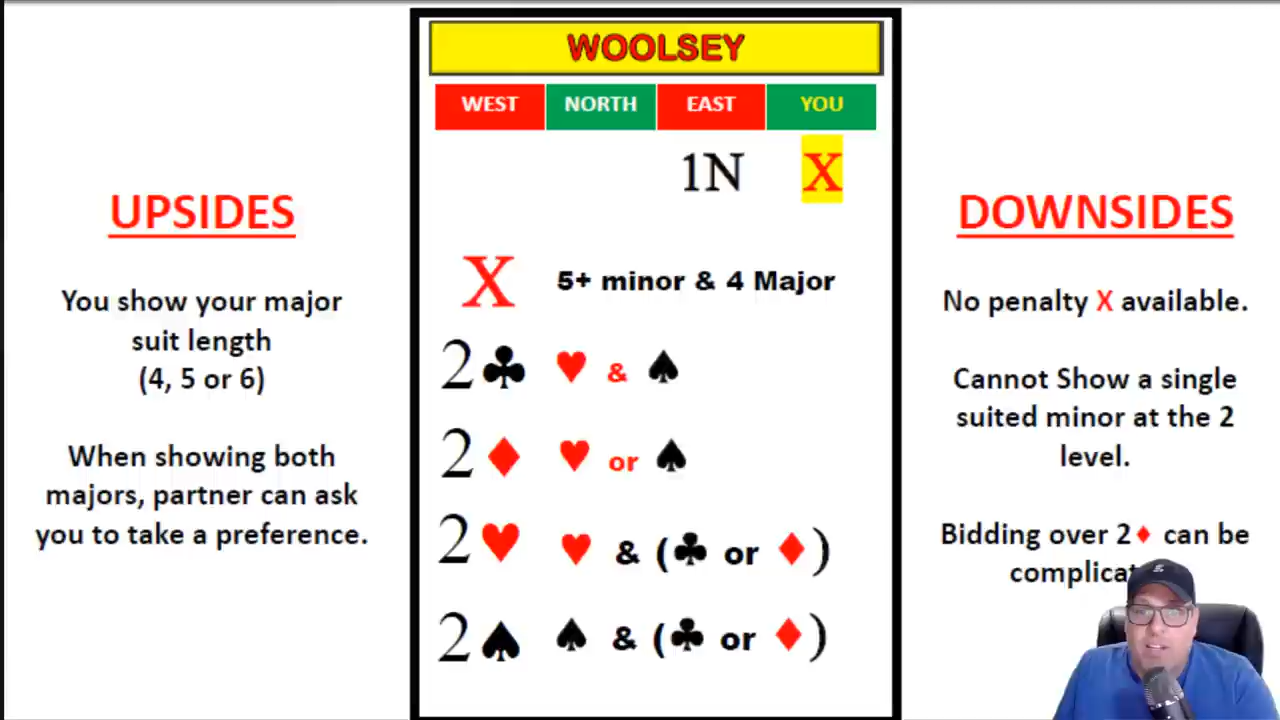 WOOLSEY
WEST NORTH EAST YOU
1N X
UPSIDES
You show your major
suit length
(4, 5 or 6)
When showing both
majors, partner can ask
you to take a preference.
X 5+ minor & 4 Major
2♣ ♥ & ♠
2♦ ♥ or ♠
2♥ ♥ & (♣ or ♦)
2♠ ♠ & (♣ or ♦)
DOWNSIDES
No penalty X available.
Cannot Show a single
suited minor at the 2
level.
Bidding over 2♦ can be